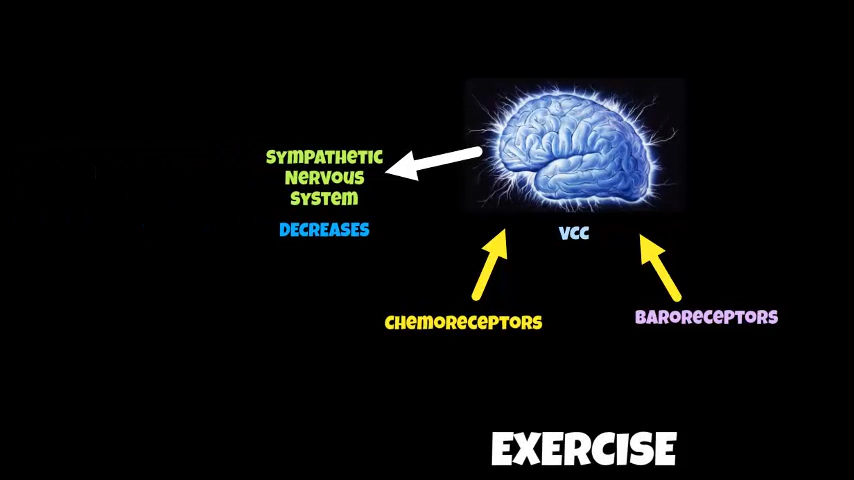 SYMPATHETIC
NERVOUS
SYSTEM
DECREASES
VCC
CHEMORECEPTORS
BARORECEPTORS
EXERCISE